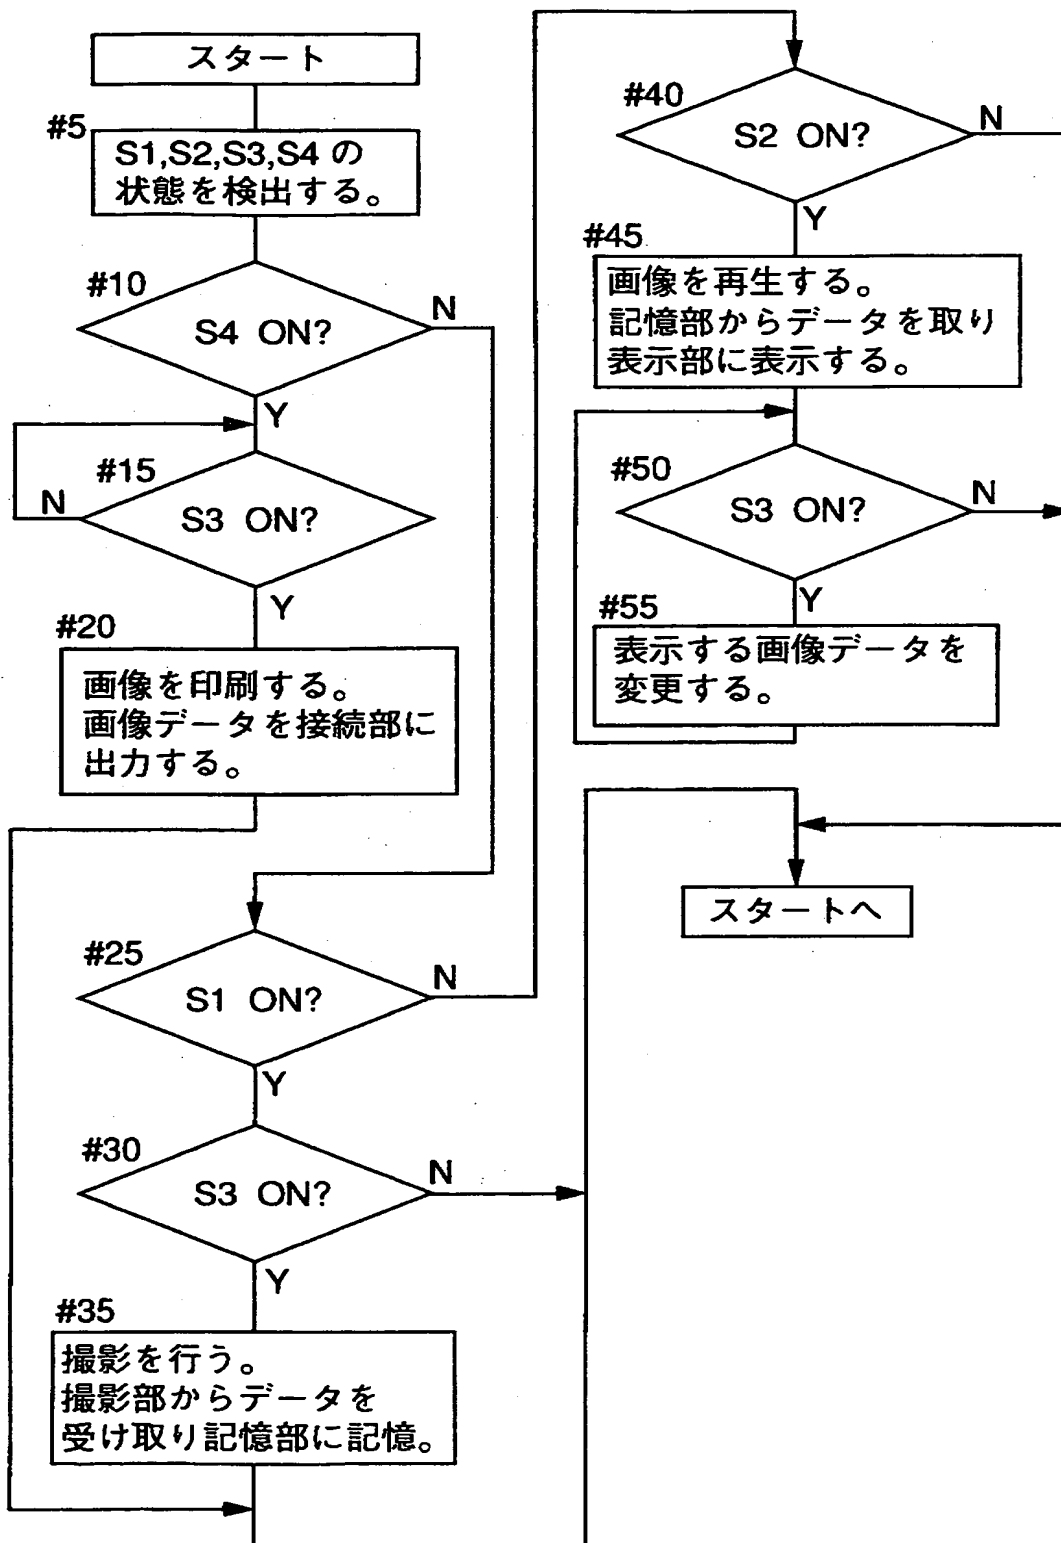 スタート
#5
S1,S2,S3,S4 の
状態を検出する。
#10
S4 ON?
N
Y
#15
S3 ON?
N
Y
#20
画像を印刷する。
画像データを接続部に
出力する。
#25
S1 ON?
N
Y
#30
S3 ON?
N
Y
#35
撮影を行う。
撮影部からデータを
受け取り記憶部に記憶。
#40
S2 ON?
N
Y
#45
画像を再生する。
記憶部からデータを取り
表示部に表示する。
#50
S3 ON?
N
Y
#55
表示する画像データを
変更する。
スタートへ